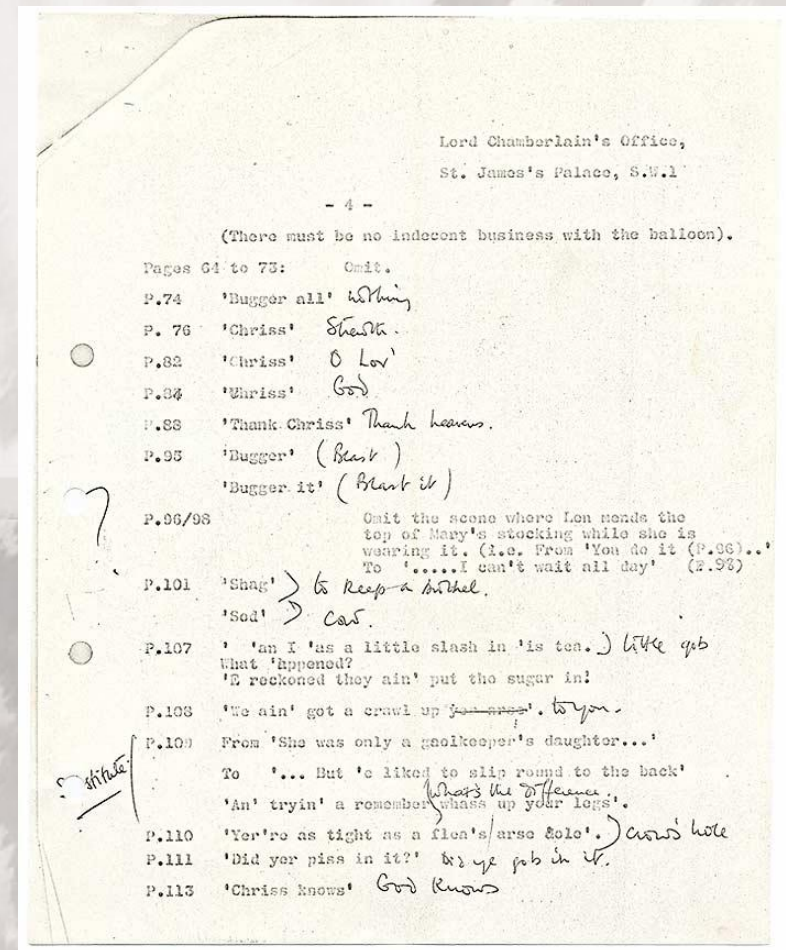 Lord Chamberlain's Office,
St. James's Palace, S.W.1
- 4 -
(There must be no indecent business with the balloon).
Pages 64 to 73: Omit.
P.74 'Bugger all' nothing
P. 76 'Chriss' Strewth.
P.82 'Chriss' O Lor'
P.84 'Chriss' God
P.88 'Thank Chriss' Thank heavens.
P.95 'Bugger' (Beast)
'Bugger it' (Blast it)
?
P.96/98 Omit the scene where Len mends the
top of Mary's stocking while she is
wearing it. (i.e. From 'You do it (P.96)..'
To '.....I can't wait all day' (P.98)
P.101 'Shag' ) to keep a brothel.
'Sod' ) cow.
P.107 ' 'an I 'as a little slash in 'is tea. ) little gob
What 'appened?
'E reckoned they ain' put the sugar in!
P.108 'We ain' got a crawl up yer arse'. to you.
P.109 From 'She was only a gaolkeeper's daughter...'
To '... But 'e liked to slip round to the back'
What's the difference.
'An' tryin' a remember whass up your legs'.
P.110 'Yer're as tight as a flea's arse &ole'. ) crow's hole
P.111 'Did yer piss in it?' Did ye gob in it.
P.113 'Chriss knows' God Knows